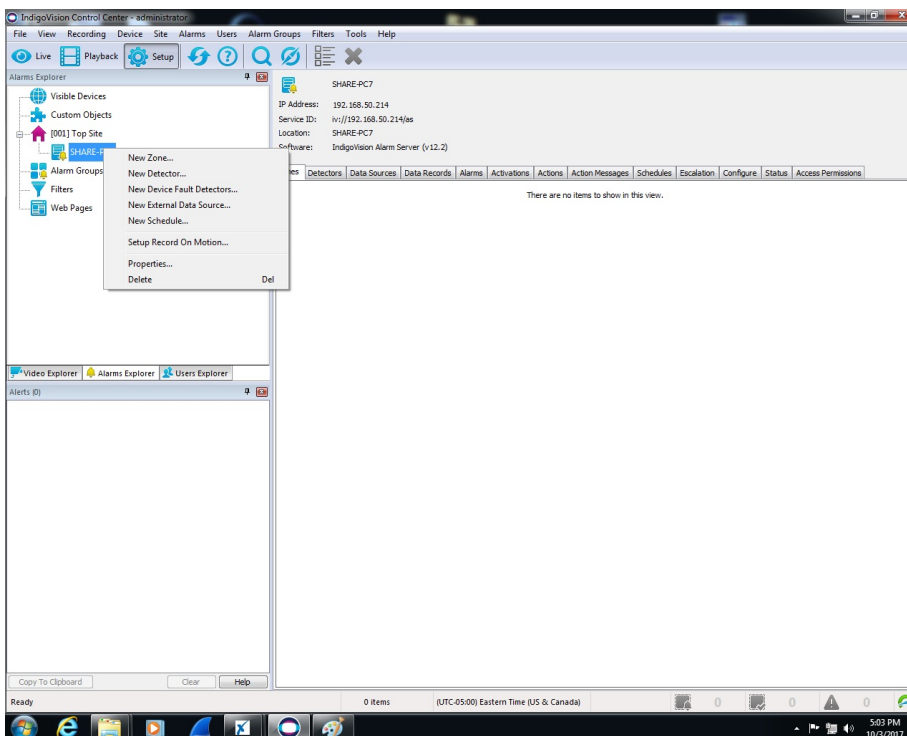 IndigoVision Control Center - administrator
File View Recording Device Site Alarms Users Alarm Groups Filters Tools Help
Live Playback Setup
Alarms Explorer
Visible Devices
Custom Objects
[001] Top Site
SHARE-P
Alarm Groups
Filters
Web Pages
New Zone...
New Detector...
New Device Fault Detectors...
New External Data Source...
New Schedule...
Setup Record On Motion...
Properties...
Delete Del
SHARE-PC7
IP Address: 192.168.50.214
Service ID: iv://192.168.50.214/as
Location: SHARE-PC7
Software: IndigoVision Alarm Server (v12.2)
nes Detectors Data Sources Data Records Alarms Activations Actions Action Messages Schedules Escalation Configure Status Access Permissions
There are no items to show in this view.
Video Explorer Alarms Explorer Users Explorer
Alerts (0)
Copy To Clipboard Clear Help
Ready 0 items (UTC-05:00) Eastern Time (US & Canada) 0 0 0
5:03 PM
10/3/2017